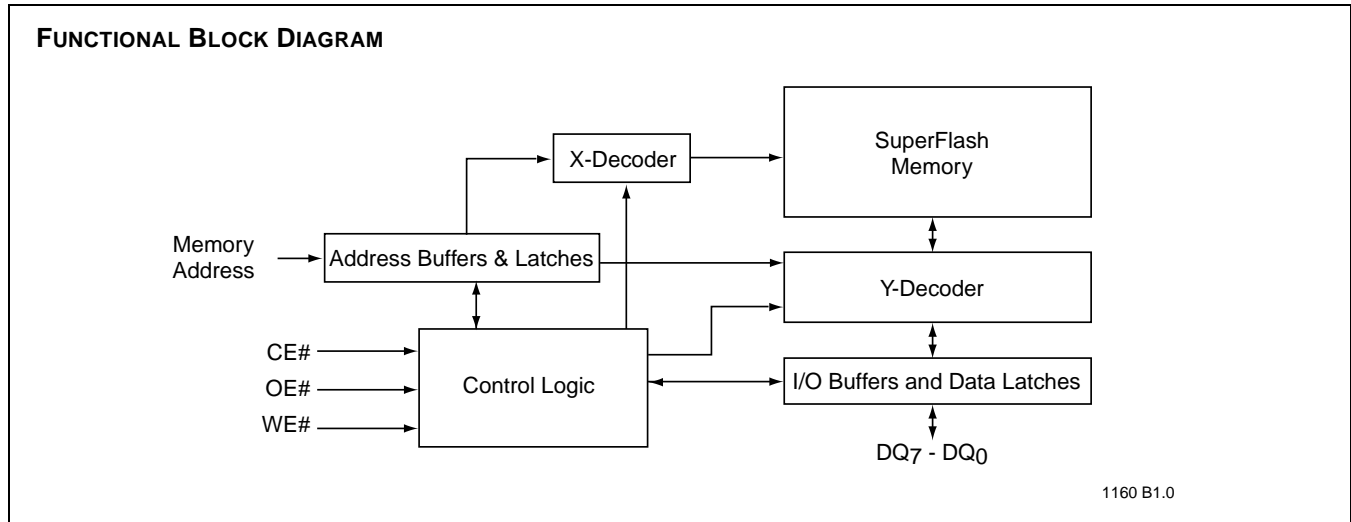 FUNCTIONAL BLOCK DIAGRAM
X-Decoder
SuperFlash
Memory
Memory
Address
Address Buffers & Latches
Y-Decoder
CE#
OE#
WE#
Control Logic
I/O Buffers and Data Latches
DQ7 - DQ0
1160 B1.0